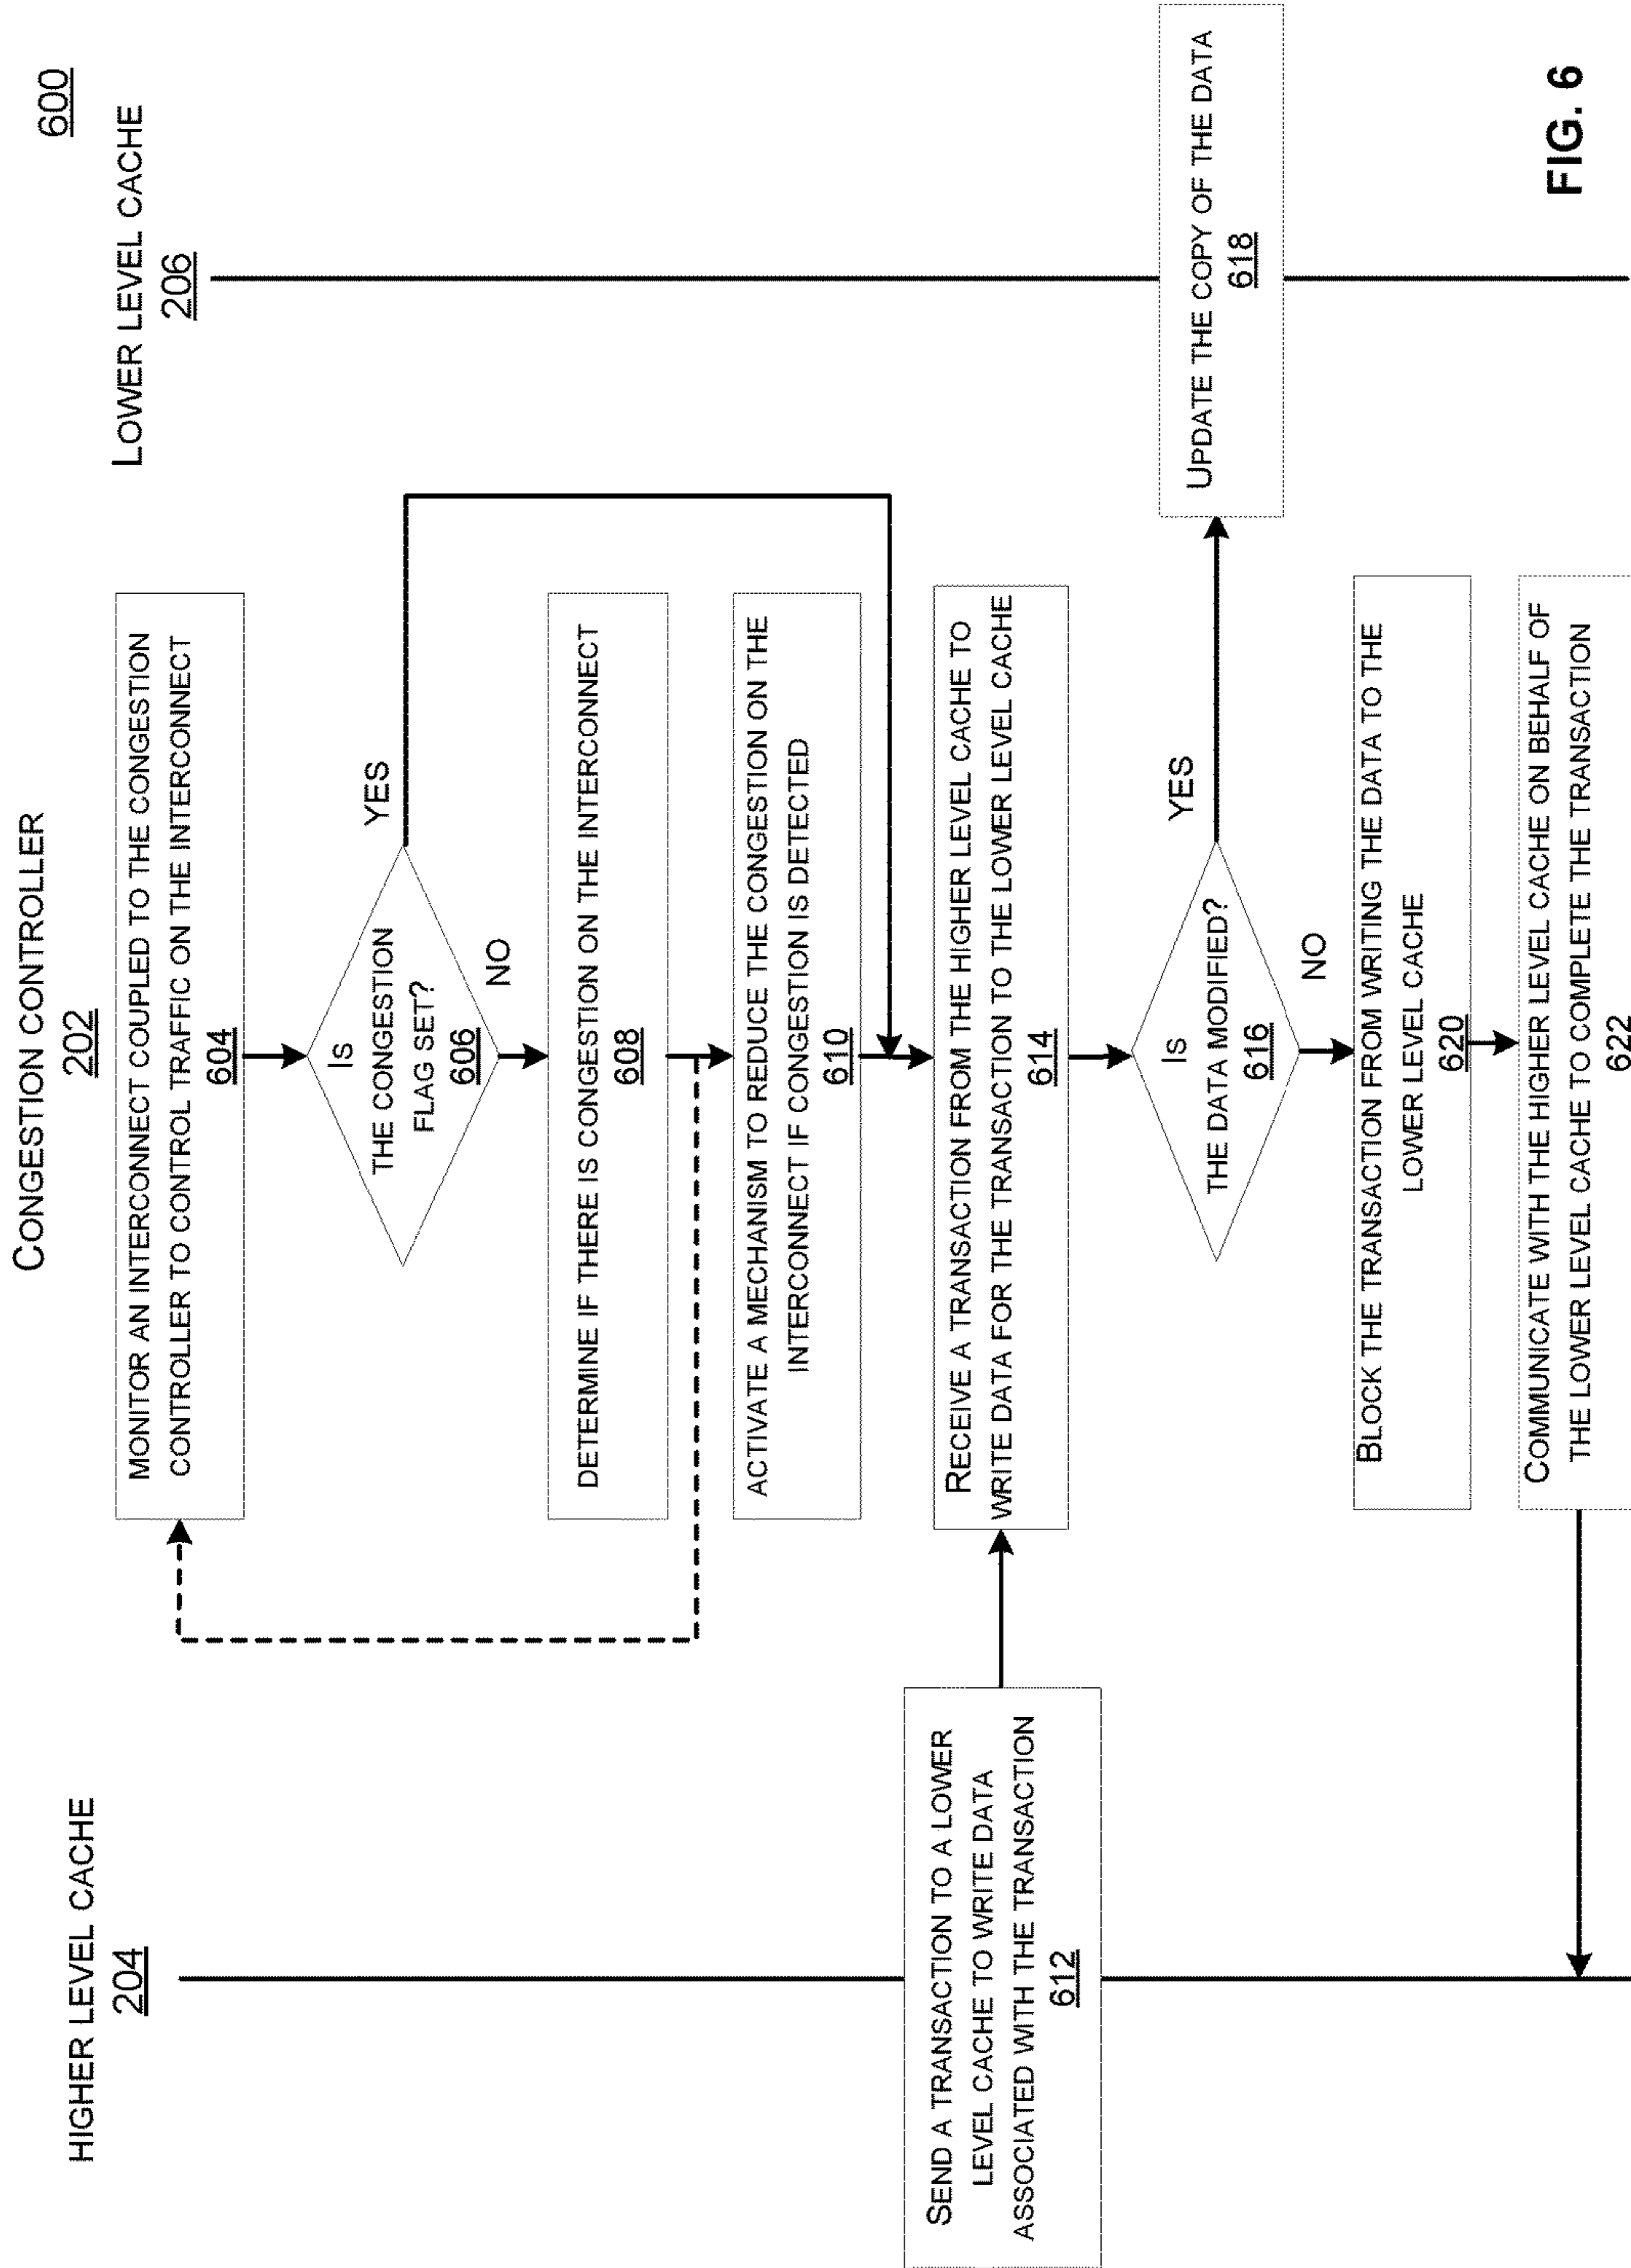 600
CONGESTION CONTROLLER
202
HIGHER LEVEL CACHE
204
LOWER LEVEL CACHE
206
MONITOR AN INTERCONNECT COUPLED TO THE CONGESTION
CONTROLLER TO CONTROL TRAFFIC ON THE INTERCONNECT
604
IS
THE CONGESTION
FLAG SET?
606
YES
NO
DETERMINE IF THERE IS CONGESTION ON THE INTERCONNECT
608
ACTIVATE A MECHANISM TO REDUCE THE CONGESTION ON THE
INTERCONNECT IF CONGESTION IS DETECTED
610
SEND A TRANSACTION TO A LOWER
LEVEL CACHE TO WRITE DATA
ASSOCIATED WITH THE TRANSACTION
612
RECEIVE A TRANSACTION FROM THE HIGHER LEVEL CACHE TO
WRITE DATA FOR THE TRANSACTION TO THE LOWER LEVEL CACHE
614
IS
THE DATA MODIFIED?
616
YES
NO
UPDATE THE COPY OF THE DATA
618
BLOCK THE TRANSACTION FROM WRITING THE DATA TO THE
LOWER LEVEL CACHE
620
COMMUNICATE WITH THE HIGHER LEVEL CACHE ON BEHALF OF
THE LOWER LEVEL CACHE TO COMPLETE THE TRANSACTION
622
FIG. 6